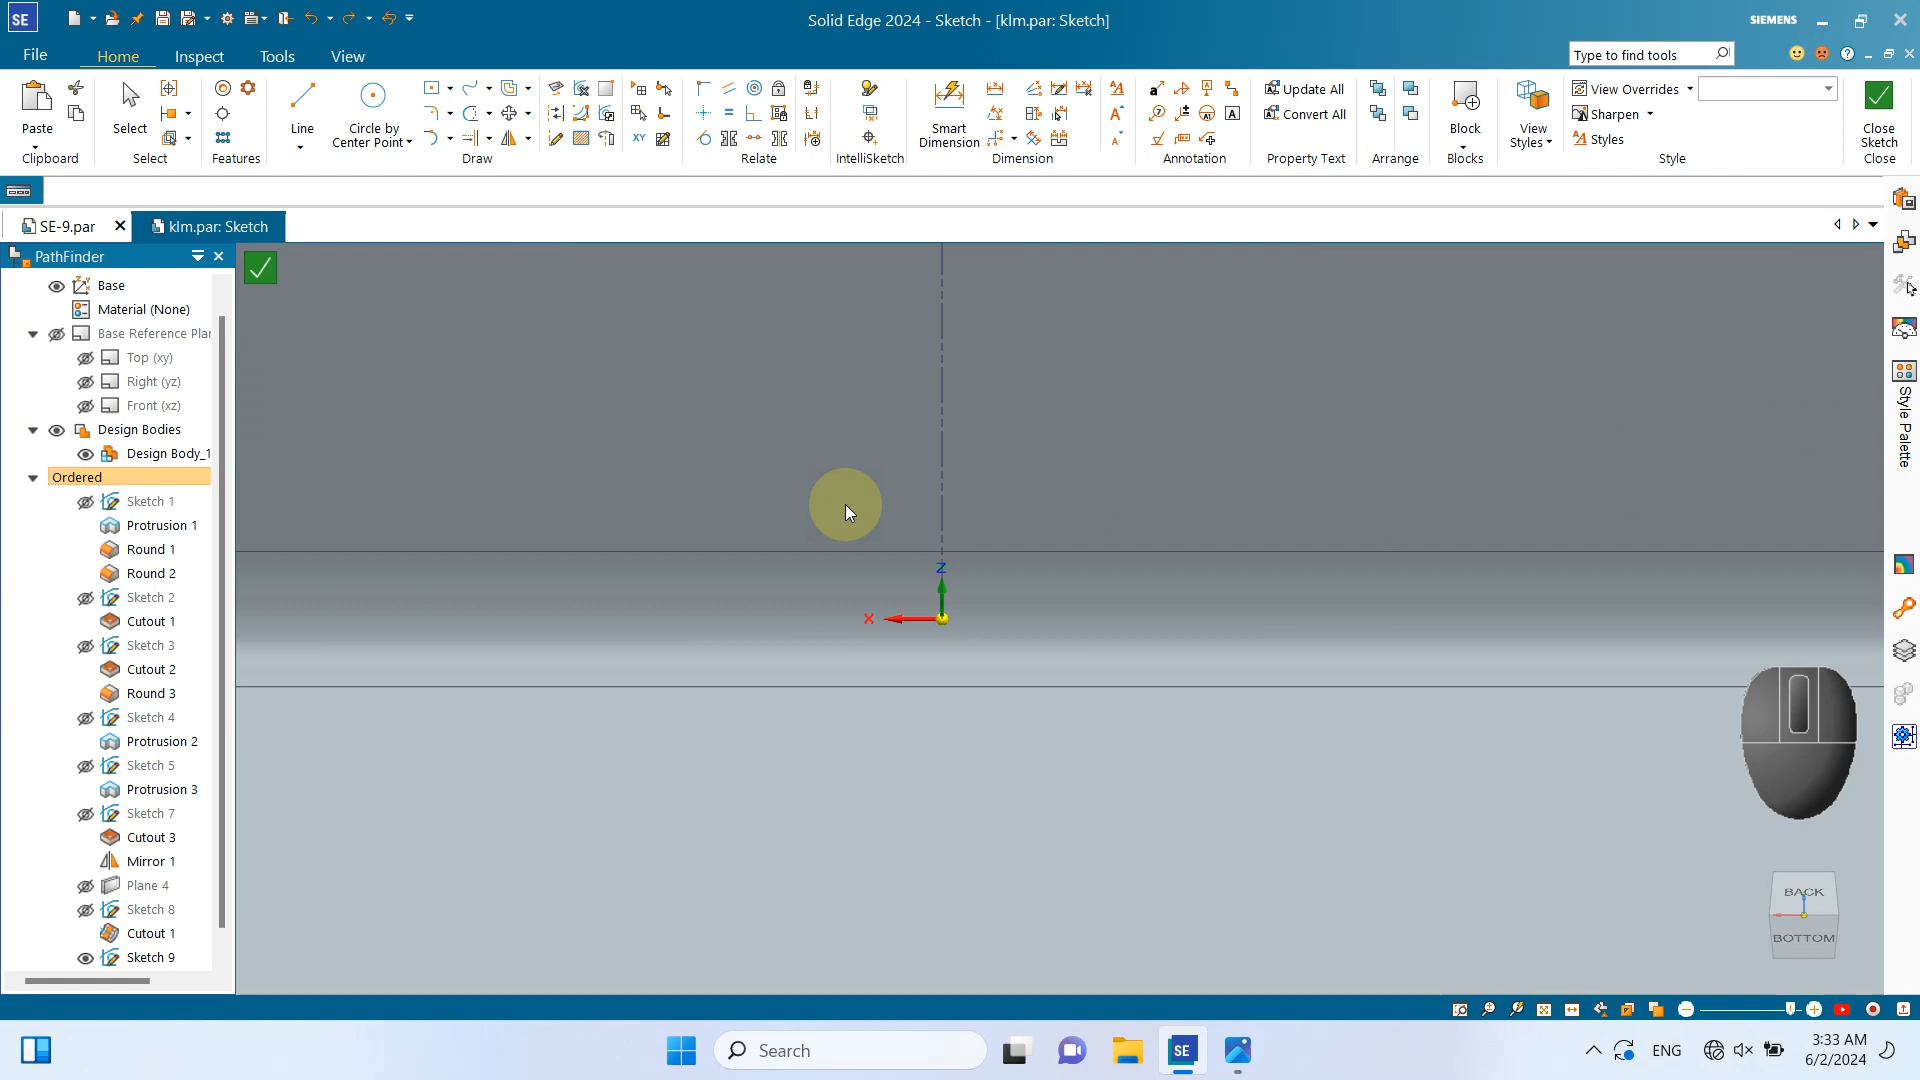 SE
Solid Edge 2024 - Sketch - [klm.par: Sketch]
SIEMENS
File
Home
Inspect
Tools
View
Type to find tools
Paste
Select
Line
Circle by
Center Point
XY
Smart
Dimension
A
A
A
A
Update All
Convert All
Block
View
Styles
View Overrides
Sharpen
Styles
Close
Sketch
Clipboard
Select
Features
Draw
Relate
IntelliSketch
Dimension
Annotation
Property Text
Arrange
Blocks
Style
Close
SE-9.par
klm.par: Sketch
PathFinder
Base
Material (None)
Base Reference Plar
Top (xy)
Right (yz)
Front (xz)
Design Bodies
Design Body_1
Ordered
Sketch 1
Protrusion 1
Round 1
Round 2
Sketch 2
Cutout 1
Sketch 3
Cutout 2
Round 3
Sketch 4
Protrusion 2
Sketch 5
Protrusion 3
Sketch 7
Cutout 3
Mirror 1
Plane 4
Sketch 8
Cutout 1
Sketch 9
Z
X
Style Palette
BACK
BOTTOM
Search
SE
ENG
3:33 AM
6/2/2024